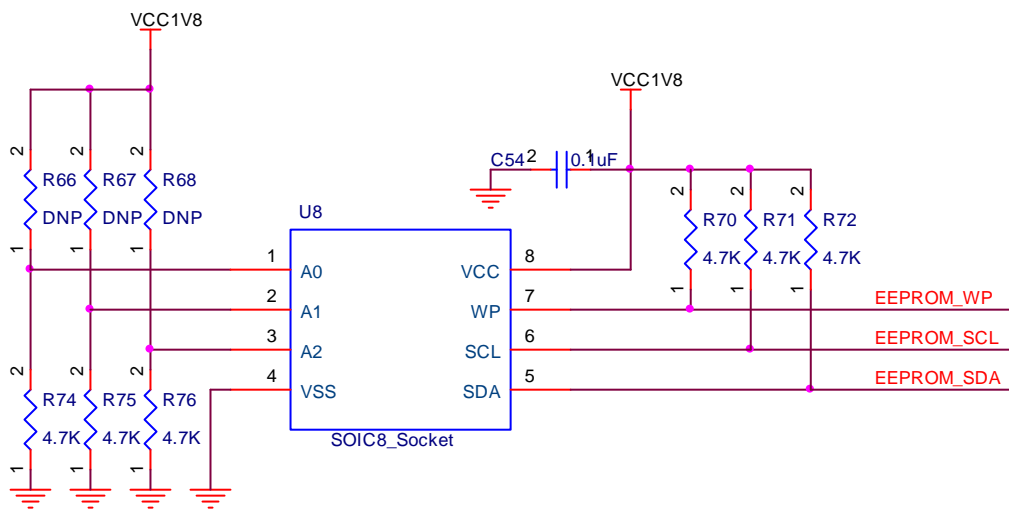 VCC1V8
VCC1V8
C54 2 1 0.1uF
2 2 2
R66 R67 R68
DNP DNP DNP
1 1 1
2 2 2
R70 R71 R72
4.7K 4.7K 4.7K
1 1 1
U8
1 A0 VCC 8
2 A1 WP 7 EEPROM_WP
3 A2 SCL 6 EEPROM_SCL
4 VSS SDA 5 EEPROM_SDA
SOIC8_Socket
2 2 2
R74 R75 R76
4.7K 4.7K 4.7K
1 1 1